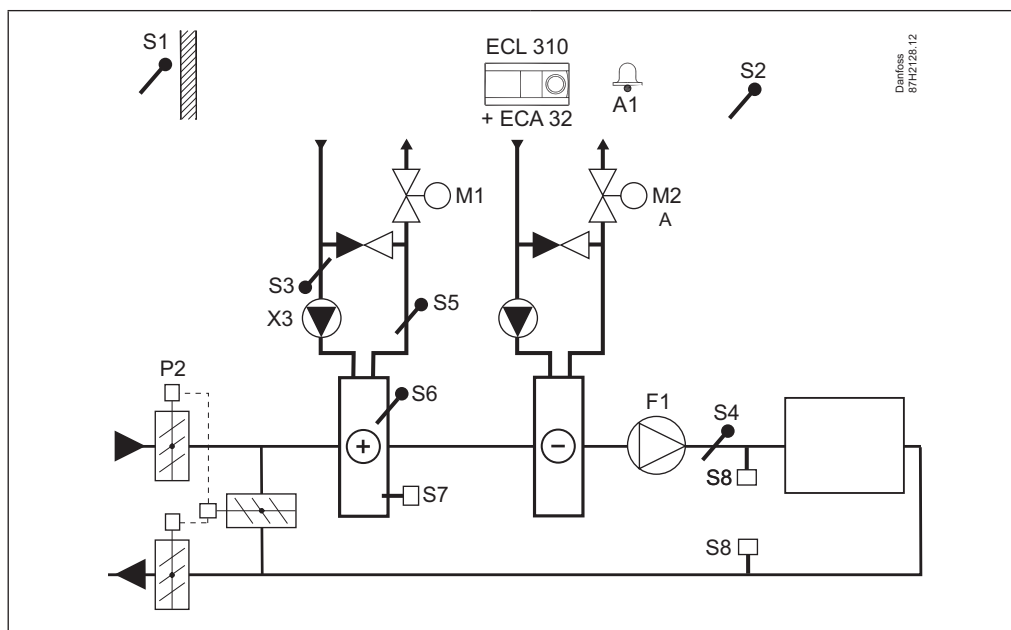 S1
ECL 310
+ ECA 32
A1
S2
Danfoss
87H2128.12
M1
M2
A
S3
X3
S5
P2
S6
F1
S4
+
−
S7
S8
S8